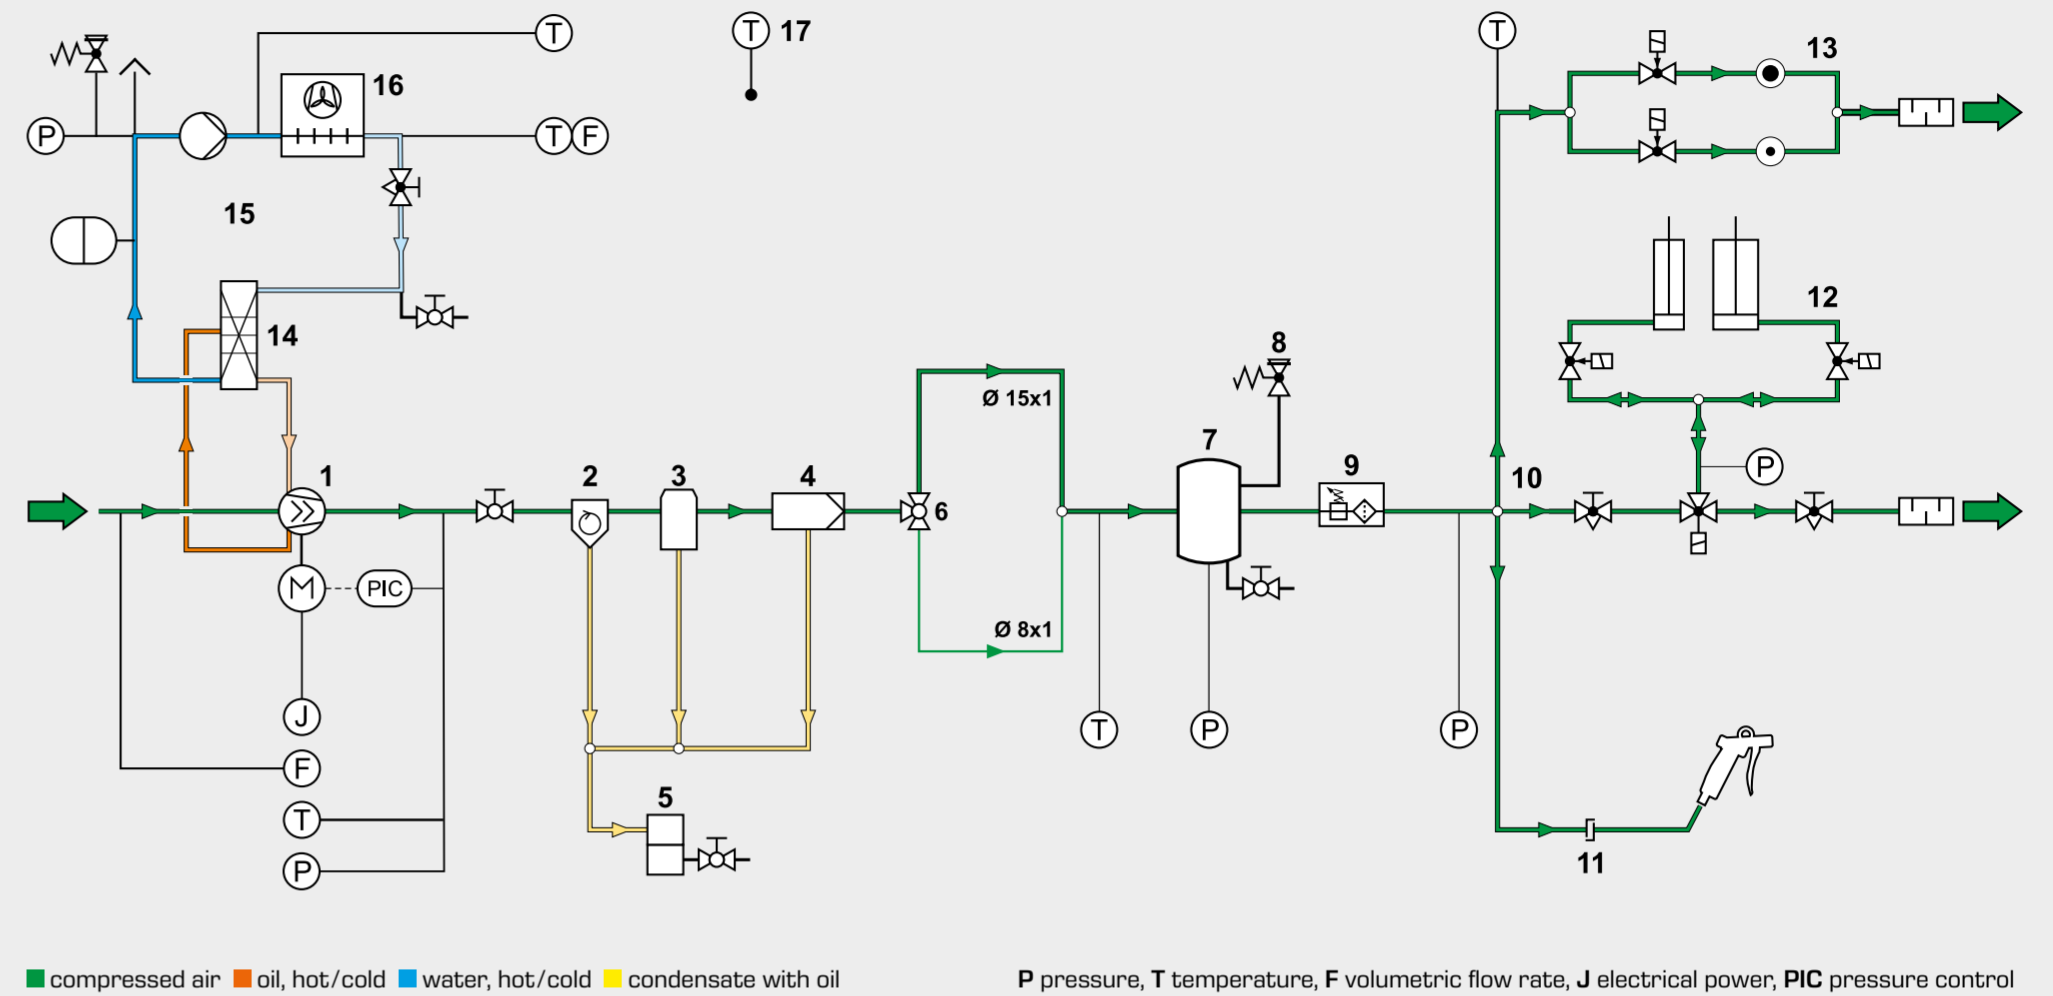 T
T 17
T
13
16
P
T F
15
12
14
8
Ø 15x1
7
P
1
2
3
4
9
10
6
M
PIC
Ø 8x1
J
T
P
P
F
5
T
11
P
compressed air oil, hot/cold water, hot/cold condensate with oil
P pressure, T temperature, F volumetric flow rate, J electrical power, PIC pressure control